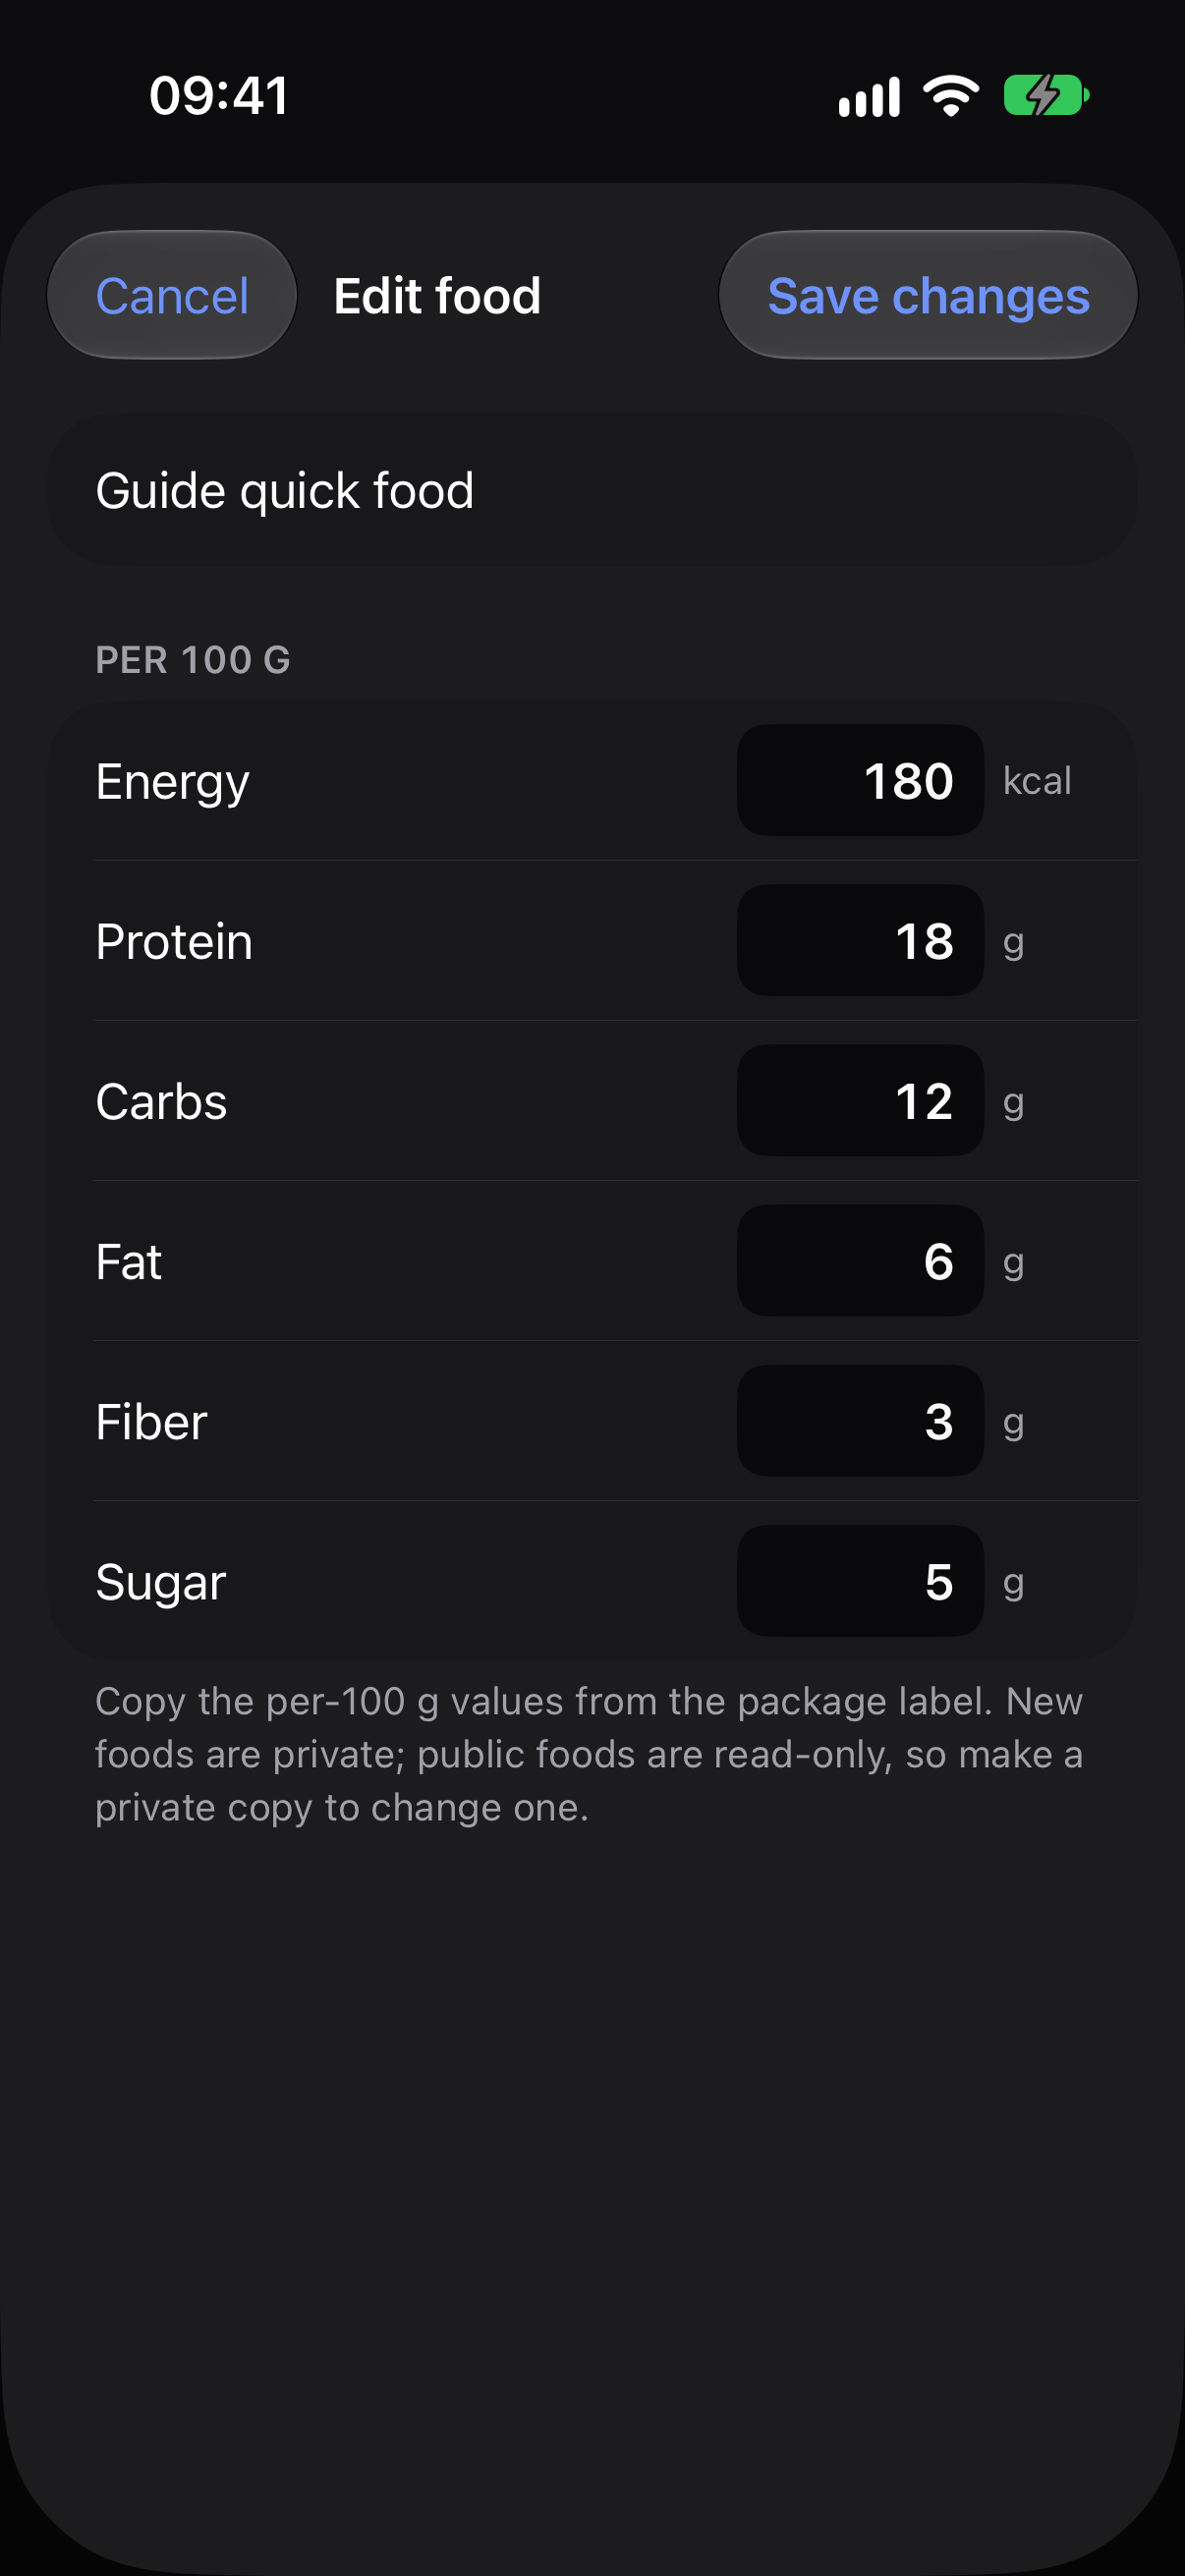 09:41
Cancel
Edit food
Save changes
Guide quick food
PER 100 G
Energy 180 kcal
Protein 18 g
Carbs 12 g
Fat 6 g
Fiber 3 g
Sugar 5 g
Copy the per-100 g values from the package label. New
foods are private; public foods are read-only, so make a
private copy to change one.